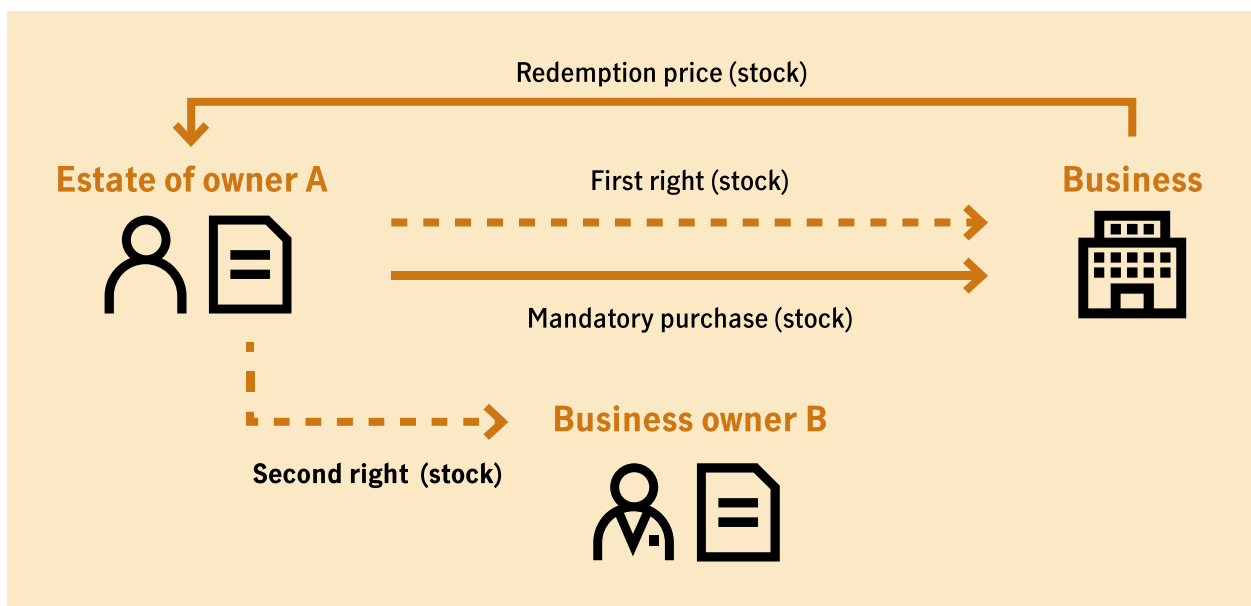 Redemption price (stock)
Estate of owner A
First right (stock)
Business
Mandatory purchase (stock)
Business owner B
Second right (stock)